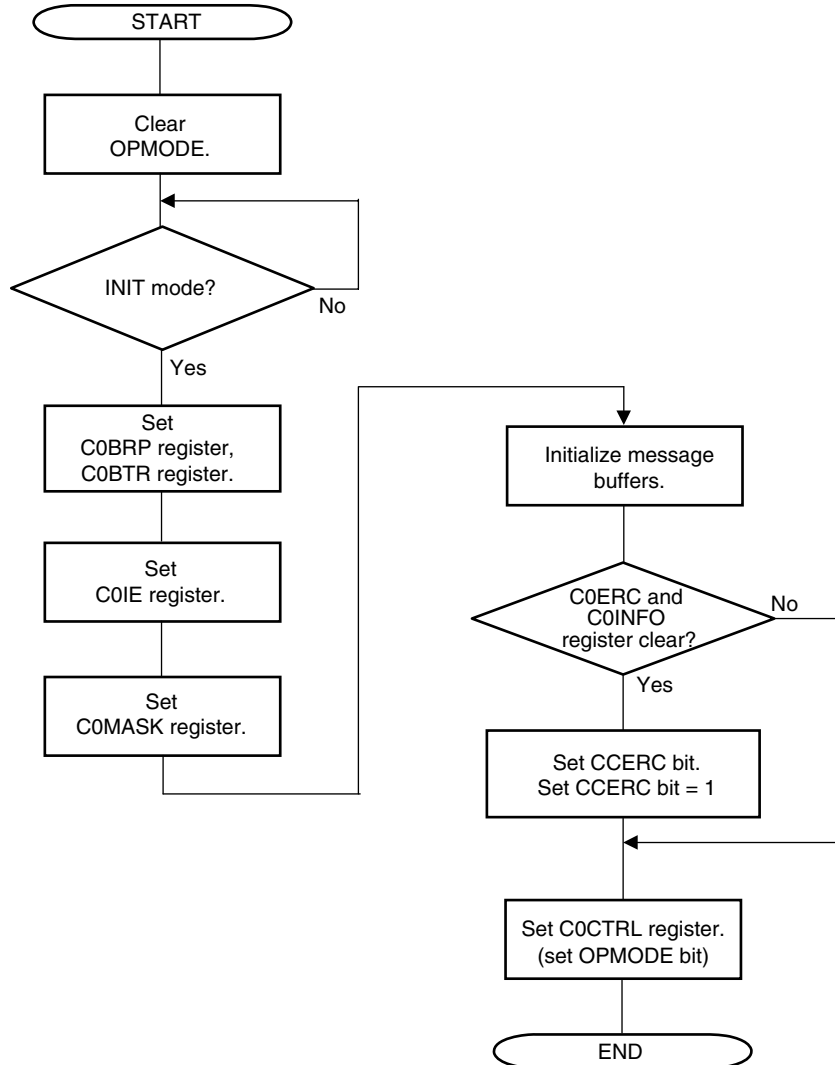 START
Clear
OPMODE.
INIT mode?
No
Yes
Set
C0BRP register,
C0BTR register.
Set
C0IE register.
Set
C0MASK register.
Initialize message
buffers.
C0ERC and
C0INFO
register clear?
No
Yes
Set CCERC bit.
Set CCERC bit = 1
Set C0CTRL register.
(set OPMODE bit)
END